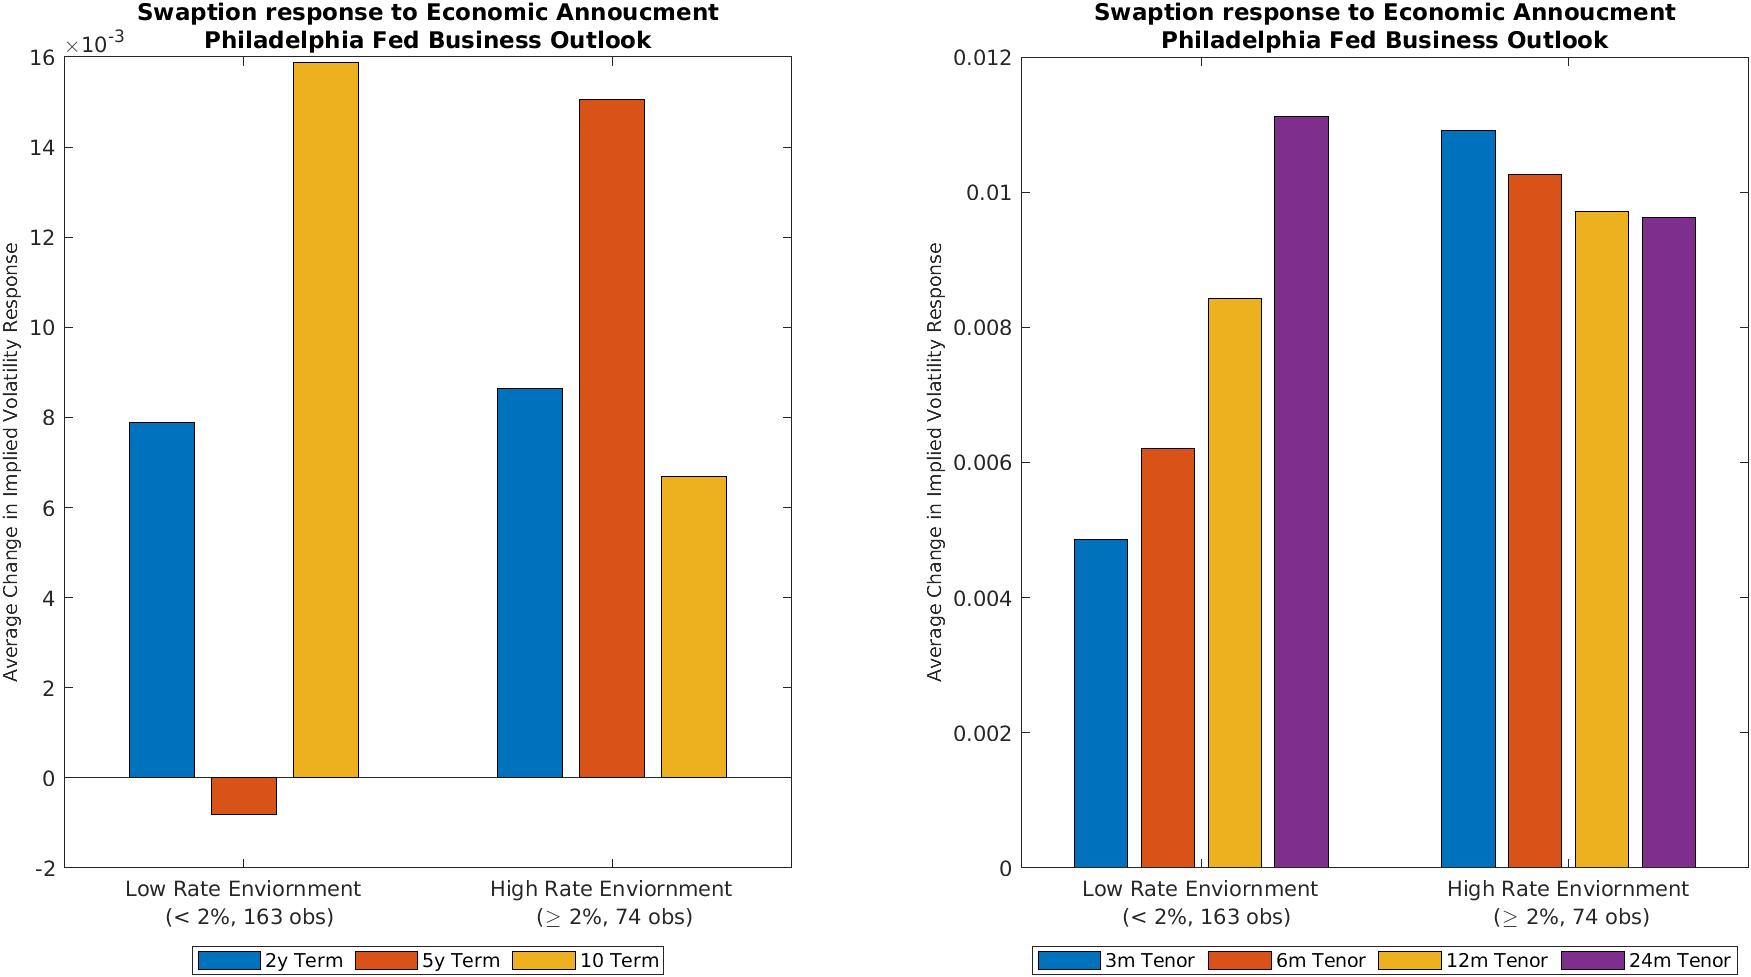 Swaption response to Economic Annoucment
Philadelphia Fed Business Outlook
×10-3
16
14
12
10
8
6
4
2
0
-2
Average Change in Implied Volatility Response
Low Rate Enviornment
(< 2%, 163 obs)
High Rate Enviornment
(≥ 2%, 74 obs)
2y Term
5y Term
10 Term
Swaption response to Economic Annoucment
Philadelphia Fed Business Outlook
0.012
0.01
0.008
0.006
0.004
0.002
0
Average Change in Implied Volatility Response
Low Rate Enviornment
(< 2%, 163 obs)
High Rate Enviornment
(≥ 2%, 74 obs)
3m Tenor
6m Tenor
12m Tenor
24m Tenor